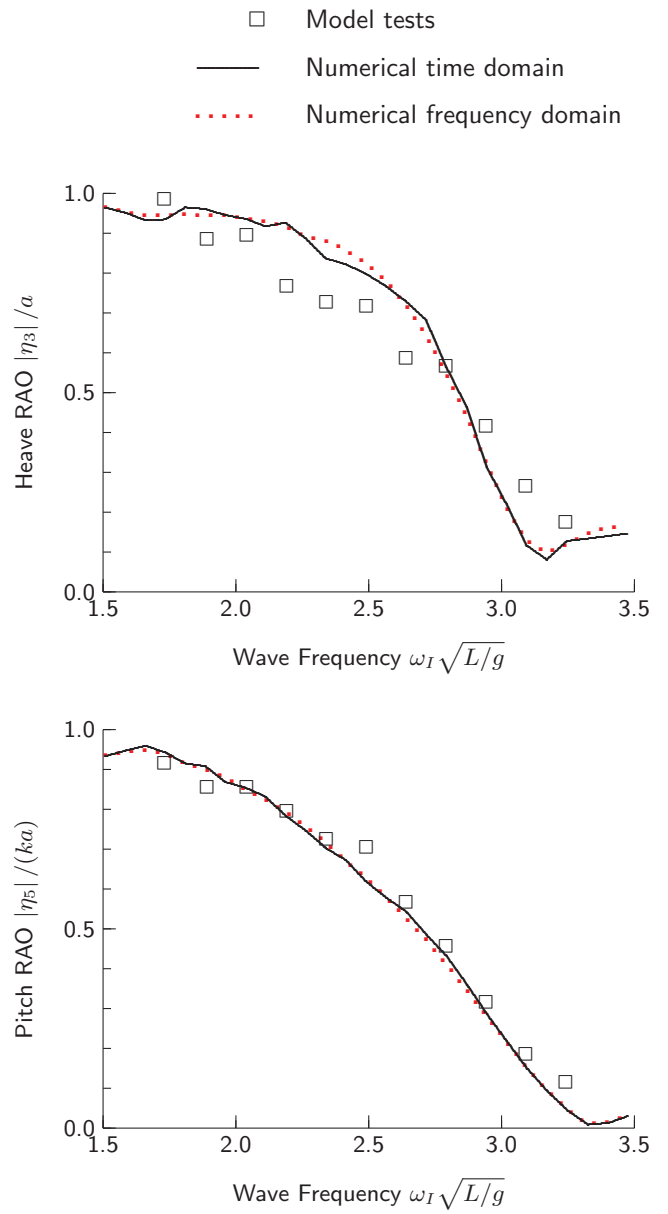 Model tests
Numerical time domain
Numerical frequency domain
1.0
0.5
0.0
Heave RAO |η₃|/a
1.5 2.0 2.5 3.0 3.5
Wave Frequency ω_I√(L/g)
1.0
0.5
0.0
Pitch RAO |η₅|/(ka)
1.5 2.0 2.5 3.0 3.5
Wave Frequency ω_I√(L/g)